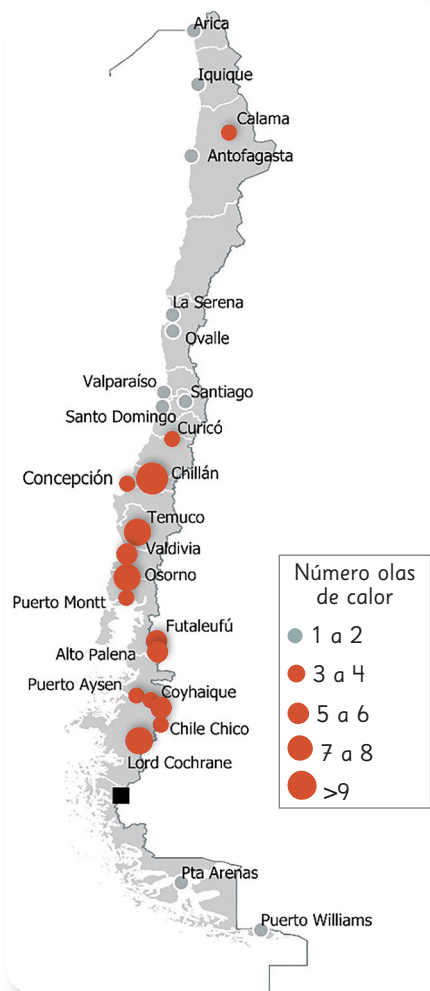 Arica
Iquique
Calama
Antofagasta
La Serena
Ovalle
Valparaíso
Santiago
Santo Domingo
Curicó
Concepción
Chillán
Temuco
Valdivia
Osorno
Puerto Montt
Futaleufú
Alto Palena
Puerto Aysen
Coyhaique
Chile Chico
Lord Cochrane
Pta Arenas
Puerto Williams
Número olas
de calor
1 a 2
3 a 4
5 a 6
7 a 8
>9